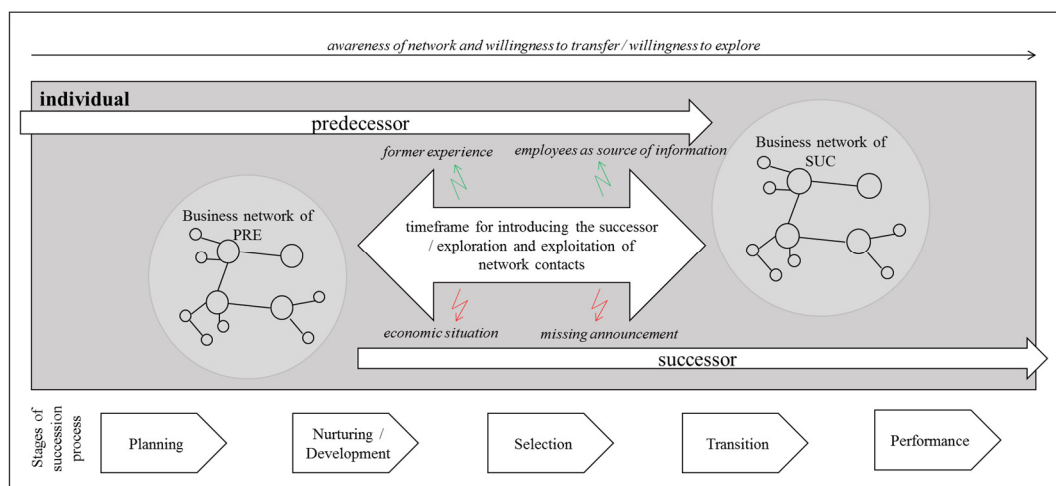 awareness of network and willingness to transfer / willingness to explore
individual
predecessor
former experience
employees as source of information
Business network of
SUC
Business network of
PRE
timeframe for introducing the successor
/ exploration and exploitation of
network contacts
economic situation
missing announcement
successor
Stages of
succession
process
Planning
Nurturing /
Development
Selection
Transition
Performance